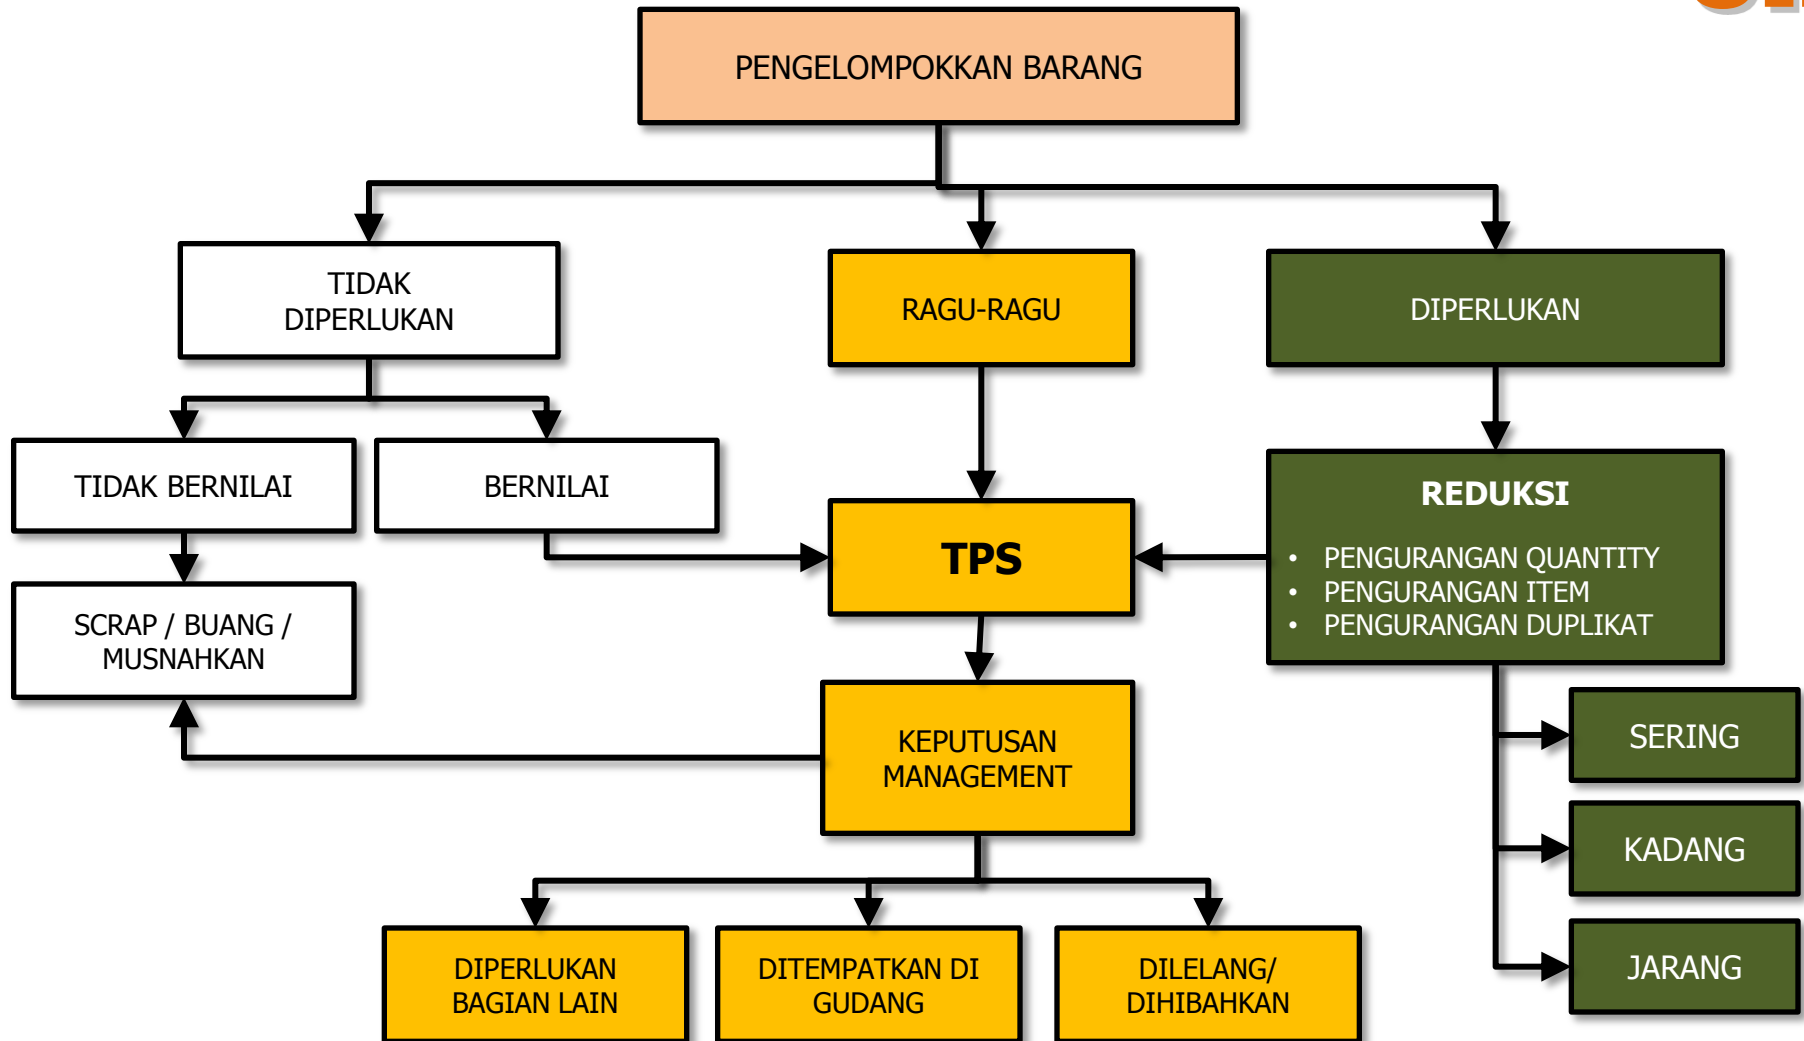 PENGELOMPOKKAN BARANG
TIDAK
DIPERLUKAN
RAGU-RAGU
DIPERLUKAN
TIDAK BERNILAI
BERNILAI
TPS
REDUKSI
• PENGURANGAN QUANTITY
• PENGURANGAN ITEM
• PENGURANGAN DUPLIKAT
SCRAP / BUANG /
MUSNAHKAN
KEPUTUSAN
MANAGEMENT
SERING
KADANG
JARANG
DIPERLUKAN
BAGIAN LAIN
DITEMPATKAN DI
GUDANG
DILELANG/
DIHIBAHKAN